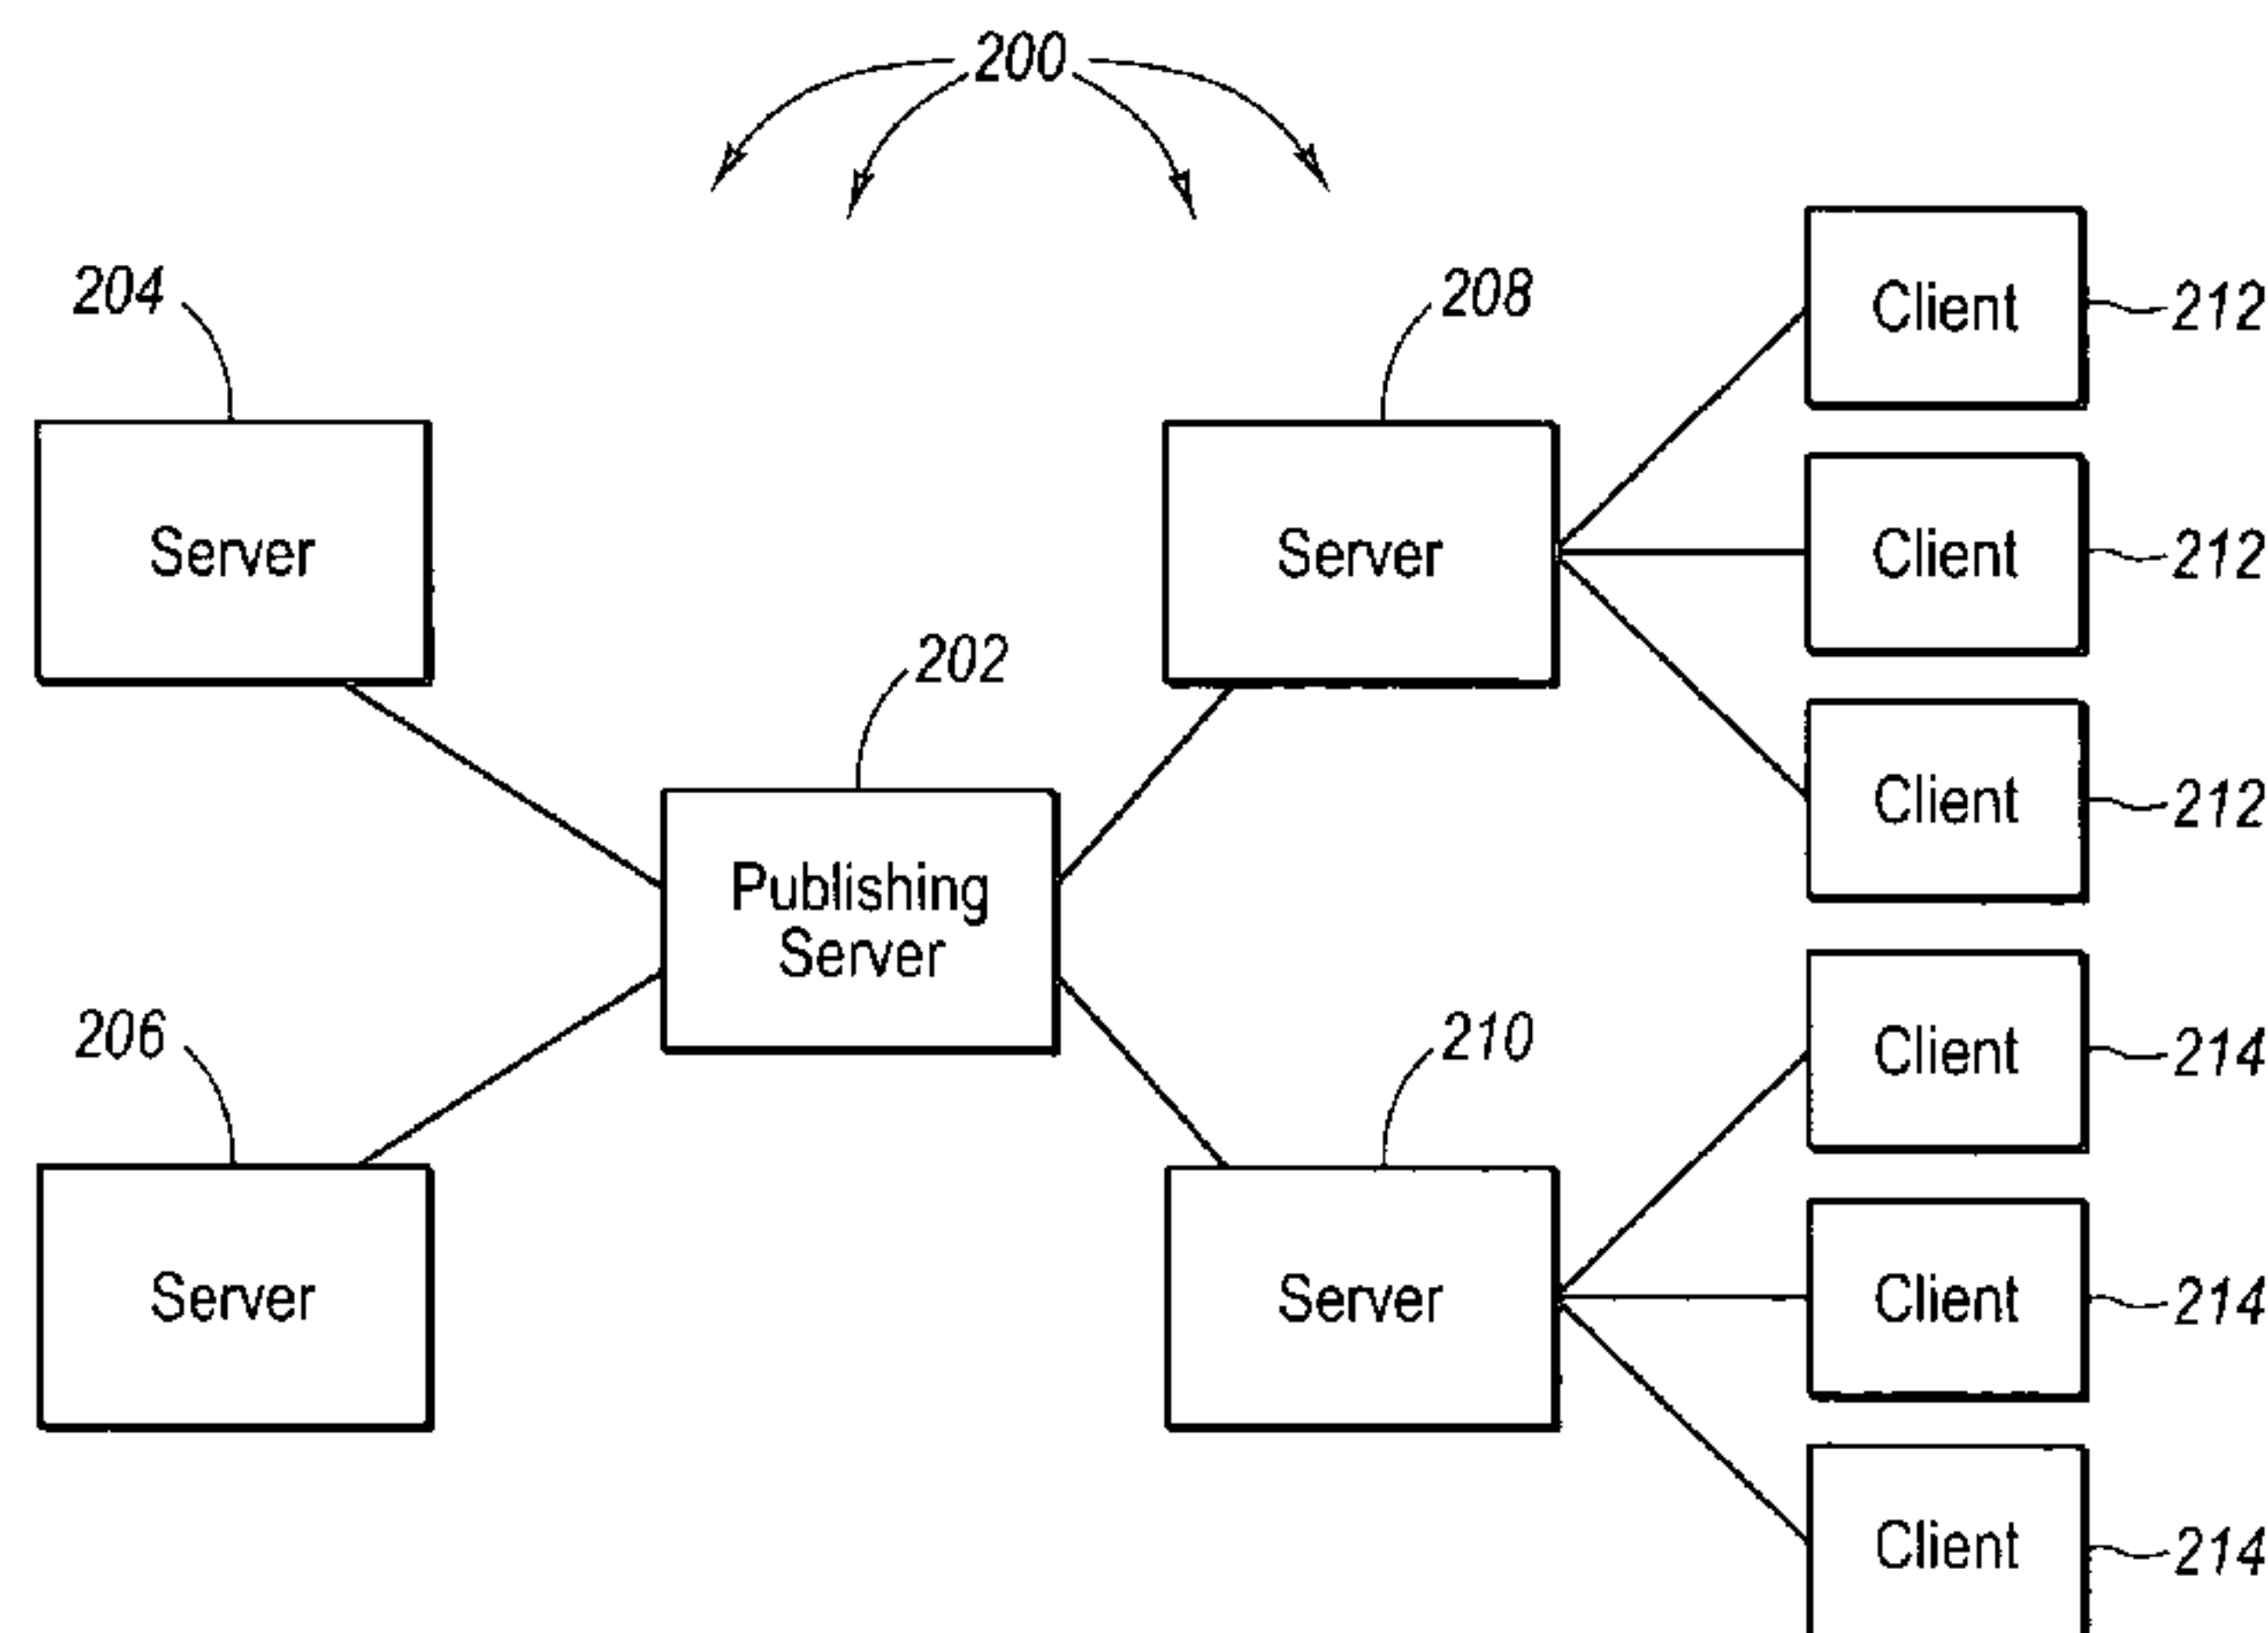 200
204
208
Client
212
Server
Server
Client
212
202
Client
212
Publishing
Server
206
210
Client
214
Server
Server
Client
214
Client
214